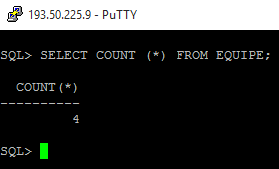 193.50.225.9 - PuTTY
SQL> SELECT COUNT (*) FROM EQUIPE;
COUNT(*)
----------
4
SQL>